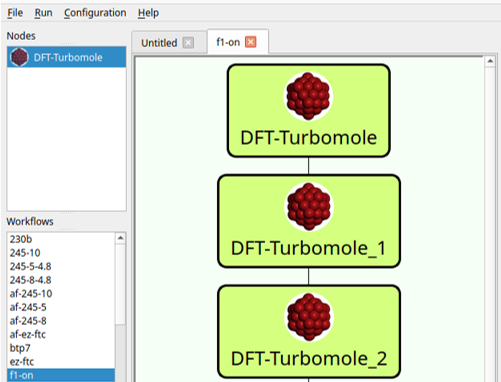 File Run Configuration Help
Nodes
DFT-Turbomole
Workflows
230b
245-10
245-5-4.8
245-8-4.8
af-245-10
af-245-5
af-245-8
af-ez-ftc
btp7
ez-ftc
f1-on
Untitled f1-on
DFT-Turbomole
DFT-Turbomole_1
DFT-Turbomole_2